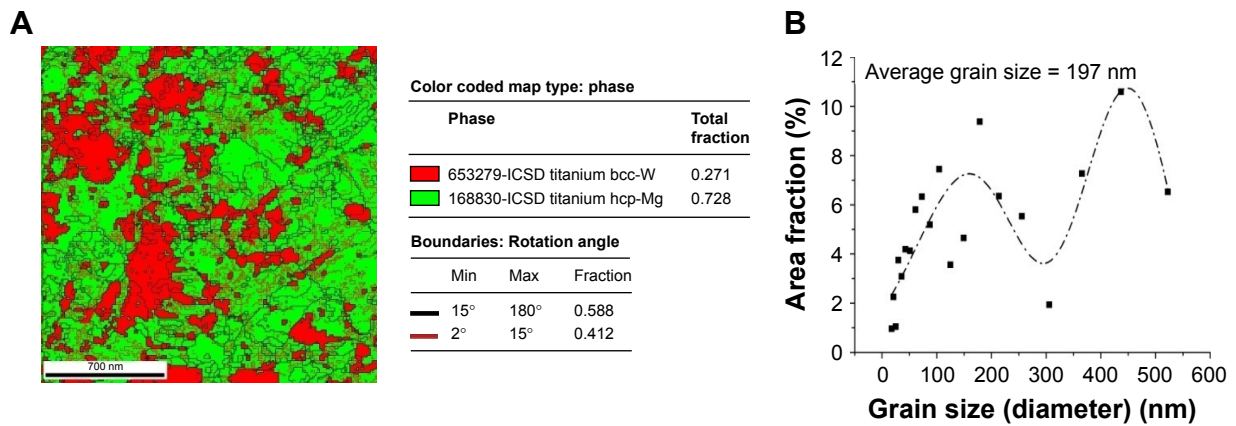 A
Color coded map type: phase
Phase Total fraction
653279-ICSD titanium bcc-W 0.271
168830-ICSD titanium hcp-Mg 0.728
Boundaries: Rotation angle
Min Max Fraction
15° 180° 0.588
2° 15° 0.412
700 nm
B
Average grain size = 197 nm
Area fraction (%)
12
10
8
6
4
2
0
0 100 200 300 400 500 600
Grain size (diameter) (nm)